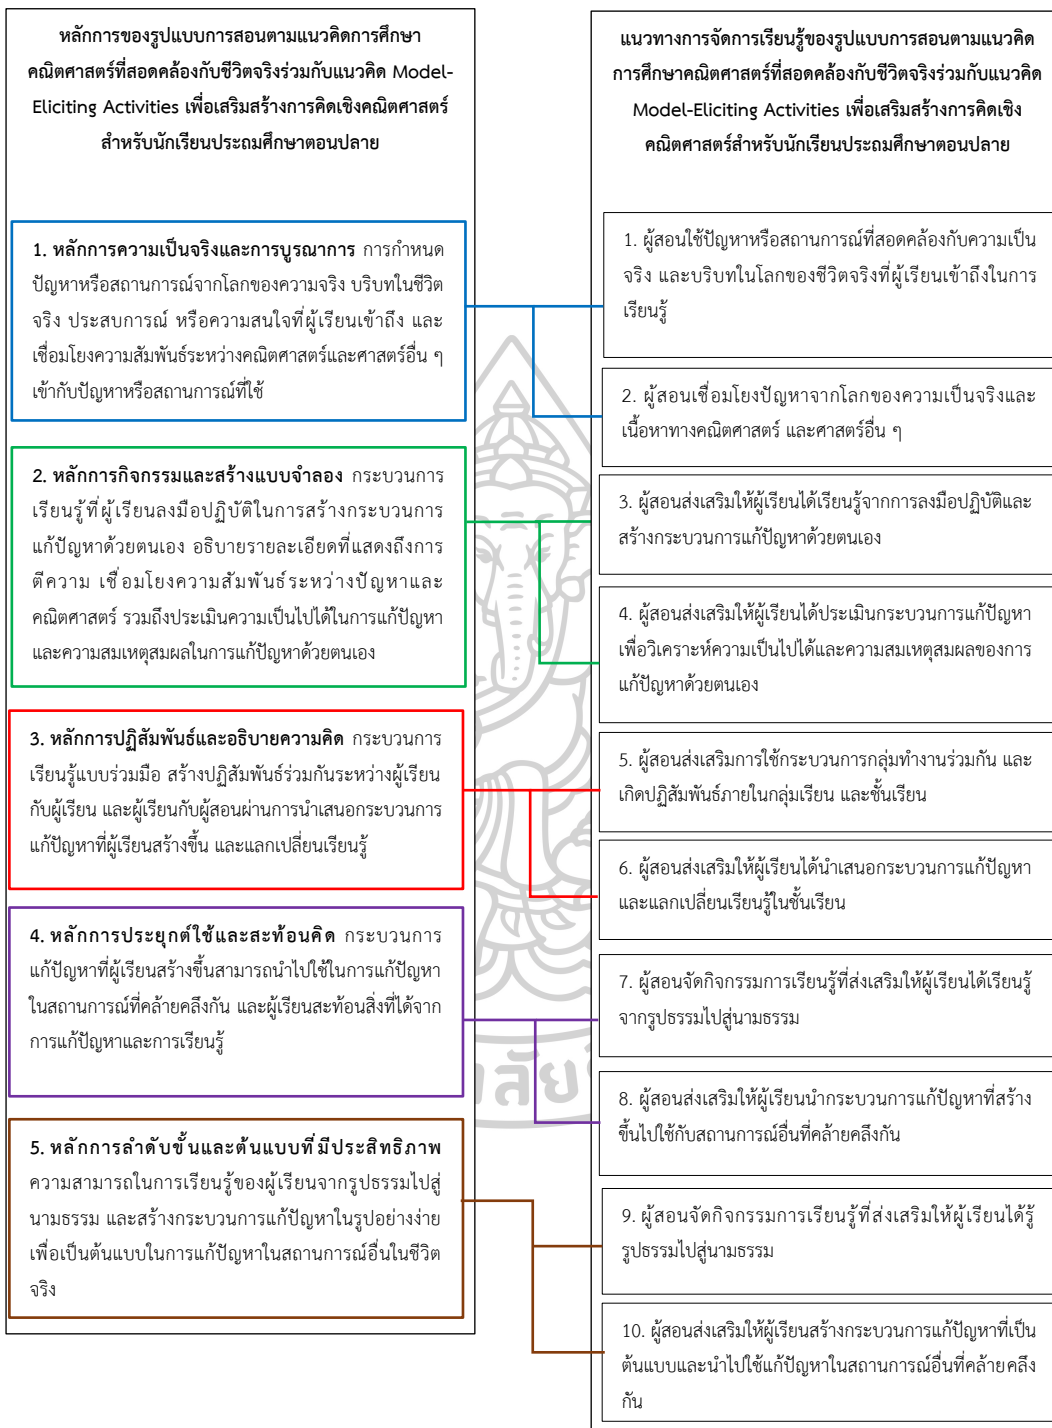 หลักการของรูปแบบการสอนตามแนวคิดการศึกษา
คณิตศาสตร์ที่สอดคล้องกับชีวิตจริงร่วมกับแนวคิด Model-
Eliciting Activities เพื่อเสริมสร้างการคิดเชิงคณิตศาสตร์
สำหรับนักเรียนประถมศึกษาตอนปลาย
1. หลักการความเป็นจริงและการบูรณาการ การกำหนด
ปัญหาหรือสถานการณ์จากโลกของความจริง บริบทในชีวิต
จริง ประสบการณ์ หรือความสนใจที่ผู้เรียนเข้าถึง และ
เชื่อมโยงความสัมพันธ์ระหว่างคณิตศาสตร์และศาสตร์อื่น ๆ
เข้ากับปัญหาหรือสถานการณ์ที่ใช้
2. หลักการกิจกรรมและสร้างแบบจำลอง กระบวนการ
เรียนรู้ที่ผู้เรียนลงมือปฏิบัติในการสร้างกระบวนการ
แก้ปัญหาด้วยตนเอง อธิบายรายละเอียดที่แสดงถึงการ
ตีความ เชื่อมโยงความสัมพันธ์ระหว่างปัญหาและ
คณิตศาสตร์ รวมถึงประเมินความเป็นไปได้ในการแก้ปัญหา
และความสมเหตุสมผลในการแก้ปัญหาด้วยตนเอง
3. หลักการปฏิสัมพันธ์และอธิบายความคิด กระบวนการ
เรียนรู้แบบร่วมมือ สร้างปฏิสัมพันธ์ร่วมกันระหว่างผู้เรียน
กับผู้เรียน และผู้เรียนกับผู้สอนผ่านการนำเสนอกระบวนการ
แก้ปัญหาที่ผู้เรียนสร้างขึ้น และแลกเปลี่ยนเรียนรู้
4. หลักการประยุกต์ใช้และสะท้อนคิด กระบวนการ
แก้ปัญหาที่ผู้เรียนสร้างขึ้นสามารถนำไปใช้ในการแก้ปัญหา
ในสถานการณ์ที่คล้ายคลึงกัน และผู้เรียนสะท้อนสิ่งที่ได้จาก
การแก้ปัญหาและการเรียนรู้
5. หลักการลำดับขั้นและต้นแบบที่มีประสิทธิภาพ
ความสามารถในการเรียนรู้ของผู้เรียนจากรูปธรรมไปสู่
นามธรรม และสร้างกระบวนการแก้ปัญหาในรูปอย่างง่าย
เพื่อเป็นต้นแบบในการแก้ปัญหาในสถานการณ์อื่นในชีวิต
จริง
แนวทางการจัดการเรียนรู้ของรูปแบบการสอนตามแนวคิด
การศึกษาคณิตศาสตร์ที่สอดคล้องกับชีวิตจริงร่วมกับแนวคิด
Model-Eliciting Activities เพื่อเสริมสร้างการคิดเชิง
คณิตศาสตร์สำหรับนักเรียนประถมศึกษาตอนปลาย
1. ผู้สอนใช้ปัญหาหรือสถานการณ์ที่สอดคล้องกับความเป็น
จริง และบริบทในโลกของชีวิตจริงที่ผู้เรียนเข้าถึงในการ
เรียนรู้
2. ผู้สอนเชื่อมโยงปัญหาจากโลกของความเป็นจริงและ
เนื้อหาทางคณิตศาสตร์ และศาสตร์อื่น ๆ
3. ผู้สอนส่งเสริมให้ผู้เรียนได้เรียนรู้จากการลงมือปฏิบัติและ
สร้างกระบวนการแก้ปัญหาด้วยตนเอง
4. ผู้สอนส่งเสริมให้ผู้เรียนได้ประเมินกระบวนการแก้ปัญหา
เพื่อวิเคราะห์ความเป็นไปได้และความสมเหตุสมผลของการ
แก้ปัญหาด้วยตนเอง
5. ผู้สอนส่งเสริมการใช้กระบวนการกลุ่มทำงานร่วมกัน และ
เกิดปฏิสัมพันธ์ภายในกลุ่มเรียน และชั้นเรียน
6. ผู้สอนส่งเสริมให้ผู้เรียนได้นำเสนอกระบวนการแก้ปัญหา
และแลกเปลี่ยนเรียนรู้ในชั้นเรียน
7. ผู้สอนจัดกิจกรรมการเรียนรู้ที่ส่งเสริมให้ผู้เรียนได้เรียนรู้
จากรูปธรรมไปสู่นามธรรม
8. ผู้สอนส่งเสริมให้ผู้เรียนนำกระบวนการแก้ปัญหาที่สร้าง
ขึ้นไปใช้กับสถานการณ์อื่นที่คล้ายคลึงกัน
9. ผู้สอนจัดกิจกรรมการเรียนรู้ที่ส่งเสริมให้ผู้เรียนได้รู้
รูปธรรมไปสู่นามธรรม
10. ผู้สอนส่งเสริมให้ผู้เรียนสร้างกระบวนการแก้ปัญหาที่เป็น
ต้นแบบและนำไปใช้แก้ปัญหาในสถานการณ์อื่นที่คล้ายคลึง
กัน